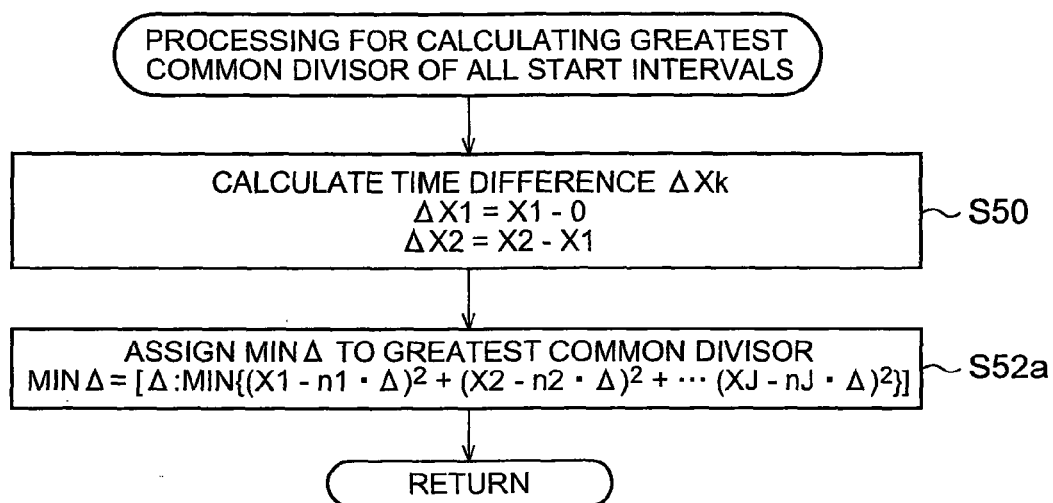 PROCESSING FOR CALCULATING GREATEST
COMMON DIVISOR OF ALL START INTERVALS
CALCULATE TIME DIFFERENCE ΔXk
ΔX1 = X1 - 0
ΔX2 = X2 - X1
S50
ASSIGN MIN Δ TO GREATEST COMMON DIVISOR
MIN Δ = [Δ:MIN{(X1 - n1・Δ)² + (X2 - n2・Δ)² + ⋯ (XJ - nJ・Δ)²}]
S52a
RETURN